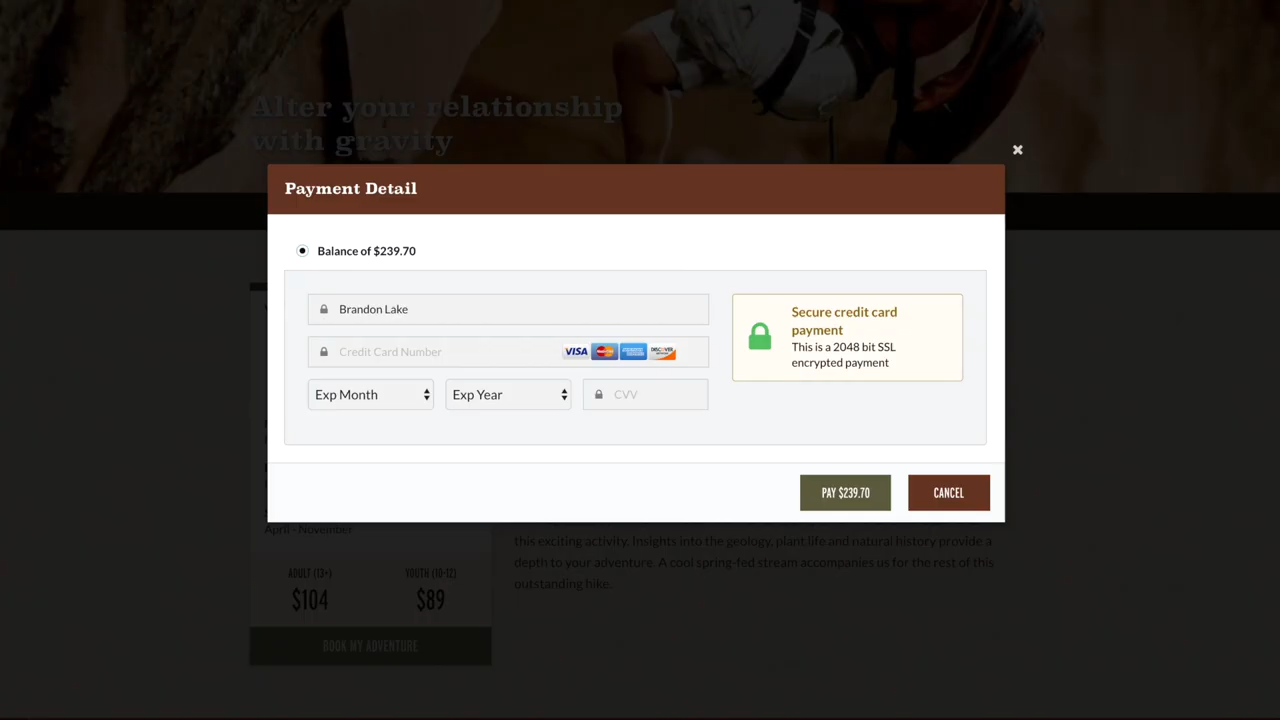 Alter your relationship
with gravity
Payment Detail
Balance of $239.70
Brandon Lake
Credit Card Number
VISA
DISCOVER
Exp Month
Exp Year
CVV
Secure credit card
payment
This is a 2048 bit SSL
encrypted payment
PAY $239.70
CANCEL
April - November
this exciting activity. Insights into the geology, plant life and natural history provide a
depth to your adventure. A cool spring-fed stream accompanies us for the rest of this
outstanding hike.
ADULT (13+)
YOUTH (10-12)
$104
$89
BOOK MY ADVENTURE